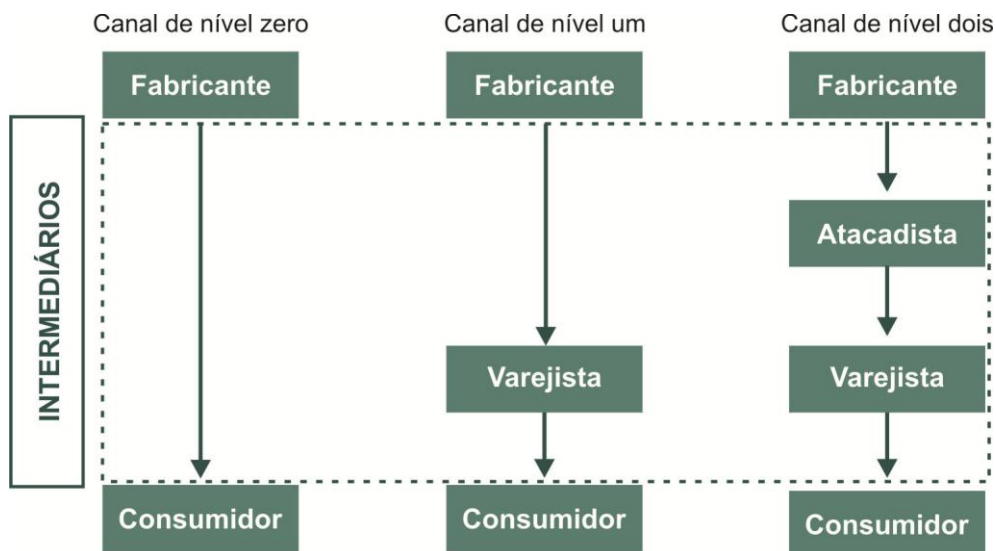 Canal de nível zero
Canal de nível um
Canal de nível dois
Fabricante
Fabricante
Fabricante
INTERMEDIÁRIOS
Atacadista
Varejista
Varejista
Consumidor
Consumidor
Consumidor